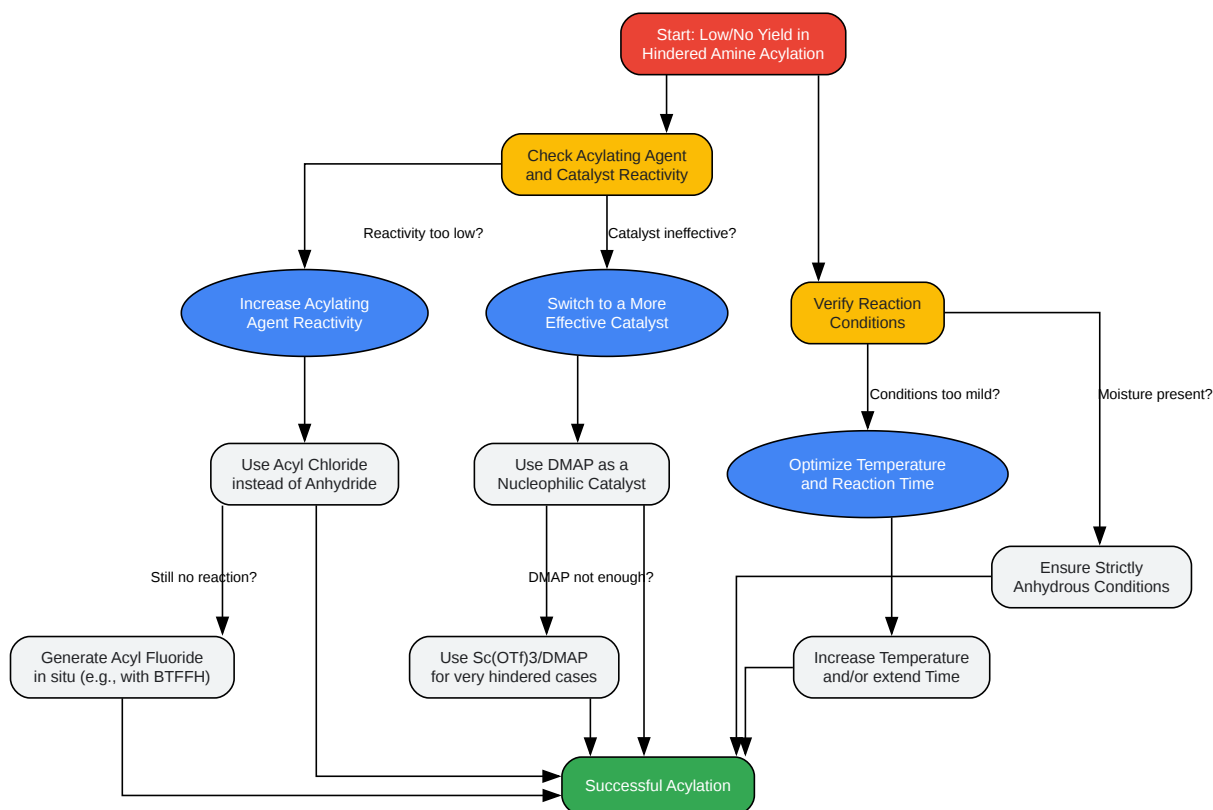 Start: Low/No Yield in
Hindered Amine Acylation
Check Acylating Agent
and Catalyst Reactivity
Reactivity too low?
Catalyst ineffective?
Increase Acylating
Agent Reactivity
Switch to a More
Effective Catalyst
Verify Reaction
Conditions
Conditions too mild?
Moisture present?
Use Acyl Chloride
instead of Anhydride
Use DMAP as a
Nucleophilic Catalyst
Optimize Temperature
and Reaction Time
Still no reaction?
DMAP not enough?
Ensure Strictly
Anhydrous Conditions
Generate Acyl Fluoride
in situ (e.g., with BTFFH)
Use Sc(OTf)3/DMAP
for very hindered cases
Increase Temperature
and/or extend Time
Successful Acylation